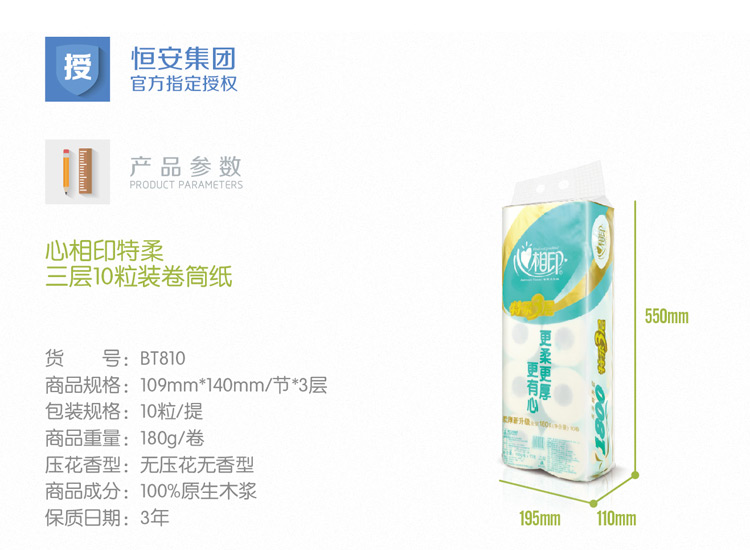 授
恒安集团
官方指定授权
产品参数
PRODUCT PARAMETERS
心相印特柔
三层10粒装卷筒纸
货 号：BT810
商品规格：109mm*140mm/节*3层
包装规格：10粒/提
商品重量：180g/卷
压花香型：无压花无香型
商品成分：100%原生木浆
保质日期：3年
心相印
更柔更厚
更有心
1800
550mm
195mm
110mm